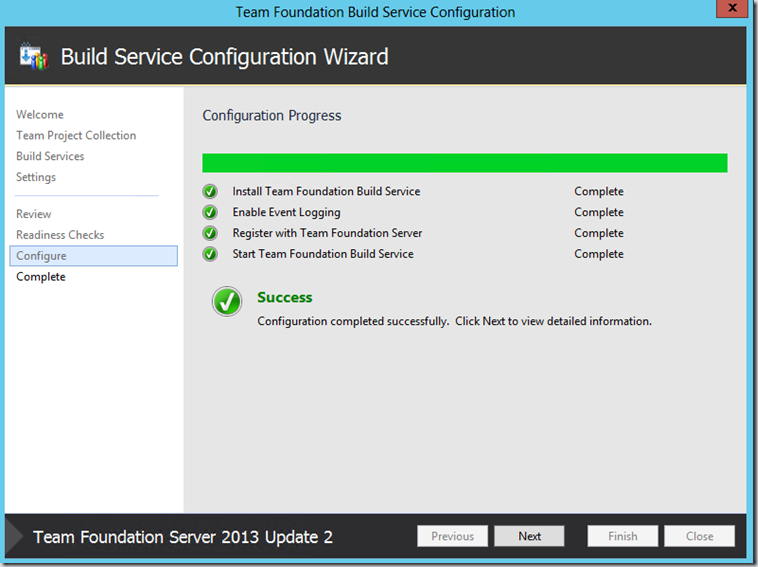 Team Foundation Build Service Configuration
x
Build Service Configuration Wizard
Welcome
Team Project Collection
Build Services
Settings
Review
Readiness Checks
Configure
Complete
Configuration Progress
Install Team Foundation Build Service Complete
Enable Event Logging Complete
Register with Team Foundation Server Complete
Start Team Foundation Build Service Complete
Success
Configuration completed successfully. Click Next to view detailed information.
Team Foundation Server 2013 Update 2
Previous Next Finish Close